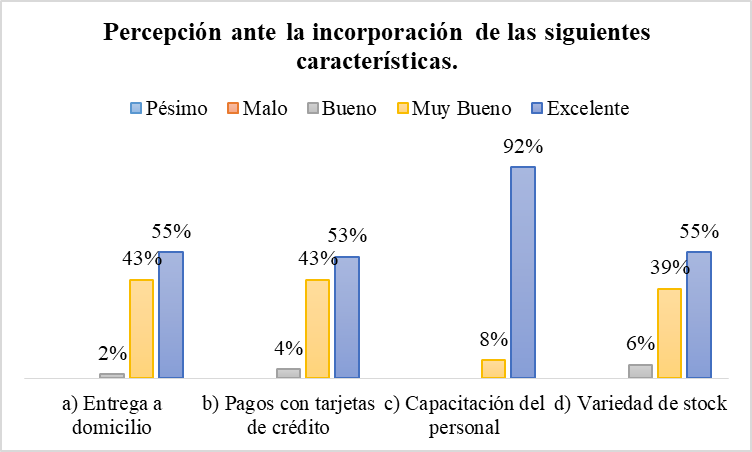 Percepción ante la incorporación de las siguientes
características.
Pésimo Malo Bueno Muy Bueno Excelente
2% 43% 55%
4% 43% 53%
8% 92%
6% 39% 55%
a) Entrega a
domicilio
b) Pagos con tarjetas
de crédito
c) Capacitación del
personal
d) Variedad de stock